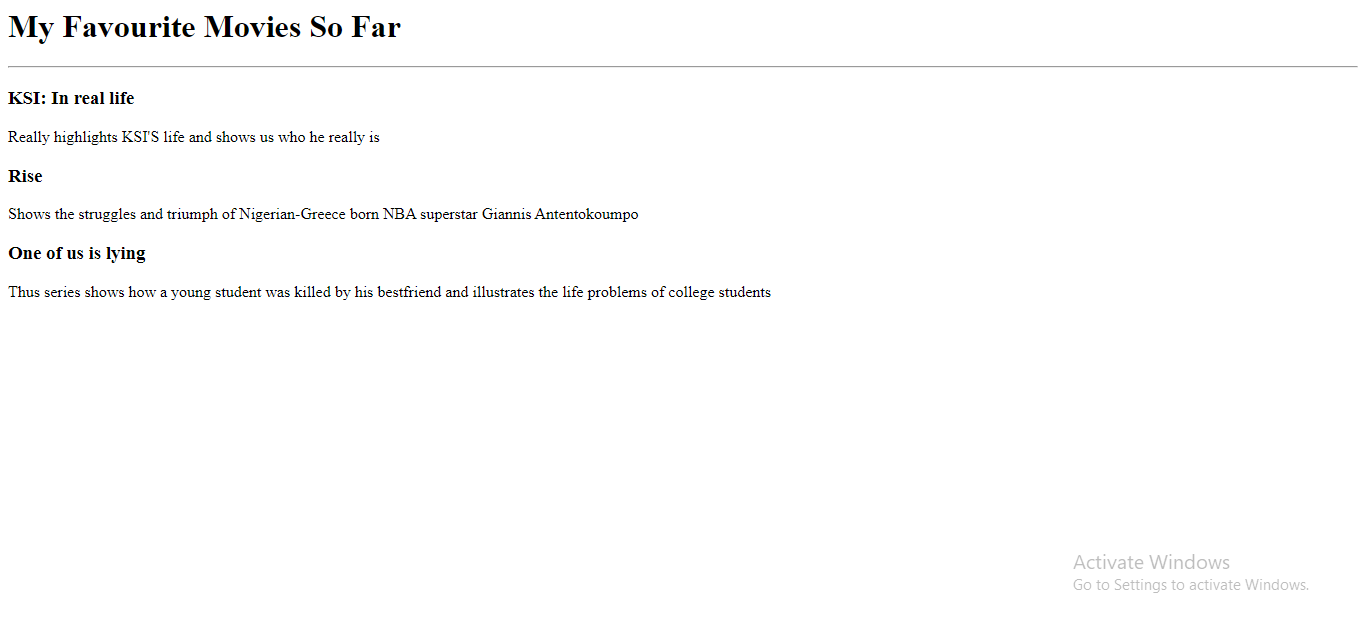 My Favourite Movies So Far
KSI: In real life
Really highlights KSI'S life and shows us who he really is
Rise
Shows the struggles and triumph of Nigerian-Greece born NBA superstar Giannis Antentokoumpo
One of us is lying
Thus series shows how a young student was killed by his bestfriend and illustrates the life problems of college students
Activate Windows
Go to Settings to activate Windows.